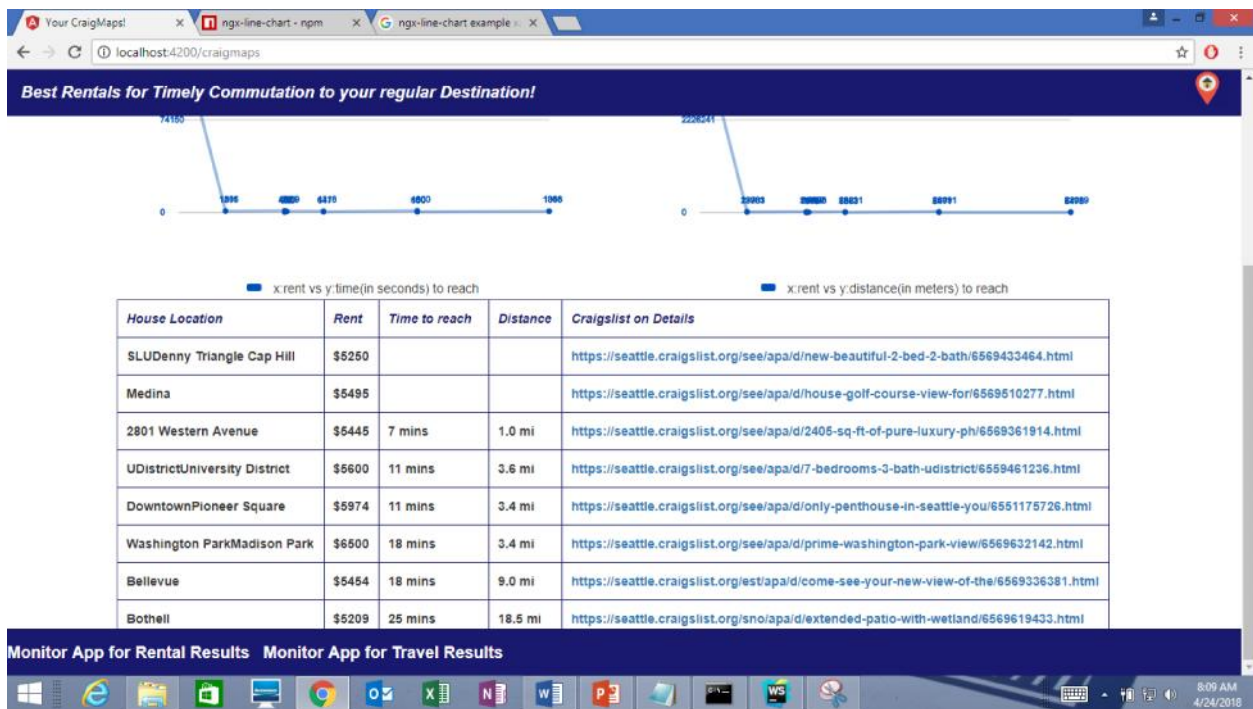 Your CraigMaps!
ngx-line-chart - npm
ngx-line-chart example
localhost:4200/craigmaps
Best Rentals for Timely Commutation to your regular Destination!
74160 2226241
0 0
x:rent vs y:time(in seconds) to reach x:rent vs y:distance(in meters) to reach
House Location Rent Time to reach Distance Craigslist on Details
SLUDenny Triangle Cap Hill $5250 https://seattle.craigslist.org/see/apa/d/new-beautiful-2-bed-2-bath/6569433464.html
Medina $5495 https://seattle.craigslist.org/see/apa/d/house-golf-course-view-for/6569510277.html
2801 Western Avenue $5445 7 mins 1.0 mi https://seattle.craigslist.org/see/apa/d/2405-sq-ft-of-pure-luxury-ph/6569361914.html
UDistrictUniversity District $5600 11 mins 3.6 mi https://seattle.craigslist.org/see/apa/d/7-bedrooms-3-bath-udistrict/6559461236.html
DowntownPioneer Square $5974 11 mins 3.4 mi https://seattle.craigslist.org/see/apa/d/only-penthouse-in-seattle-you/6551175726.html
Washington ParkMadison Park $6500 18 mins 3.4 mi https://seattle.craigslist.org/see/apa/d/prime-washington-park-view/6569632142.html
Bellevue $5454 18 mins 9.0 mi https://seattle.craigslist.org/est/apa/d/come-see-your-new-view-of-the/6569336381.html
Bothell $5209 25 mins 18.5 mi https://seattle.craigslist.org/sno/apa/d/extended-patio-with-wetland/6569619433.html
Monitor App for Rental Results Monitor App for Travel Results
8:09 AM
4/24/2018